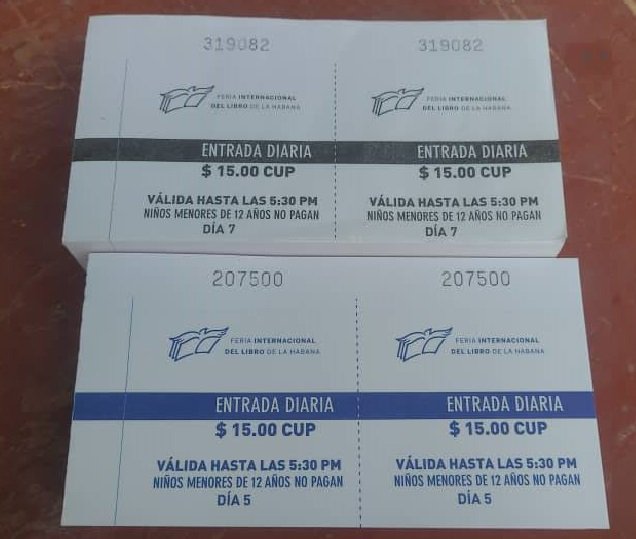 319082 319082
FERIA INTERNACIONAL FERIA INTERNACIONAL
DEL LIBRO DE LA HABANA DEL LIBRO DE LA HABANA
ENTRADA DIARIA ENTRADA DIARIA
$ 15.00 CUP $ 15.00 CUP
VÁLIDA HASTA LAS 5:30 PM VÁLIDA HASTA LAS 5:30 PM
NIÑOS MENORES DE 12 AÑOS NO PAGAN NIÑOS MENORES DE 12 AÑOS NO PAGAN
DÍA 7 DÍA 7
207500 207500
FERIA INTERNACIONAL FERIA INTERNACIONAL
DEL LIBRO DE LA HABANA DEL LIBRO DE LA HABANA
ENTRADA DIARIA ENTRADA DIARIA
$ 15.00 CUP $ 15.00 CUP
VÁLIDA HASTA LAS 5:30 PM VÁLIDA HASTA LAS 5:30 PM
NIÑOS MENORES DE 12 AÑOS NO PAGAN NIÑOS MENORES DE 12 AÑOS NO PAGAN
DÍA 5 DÍA 5